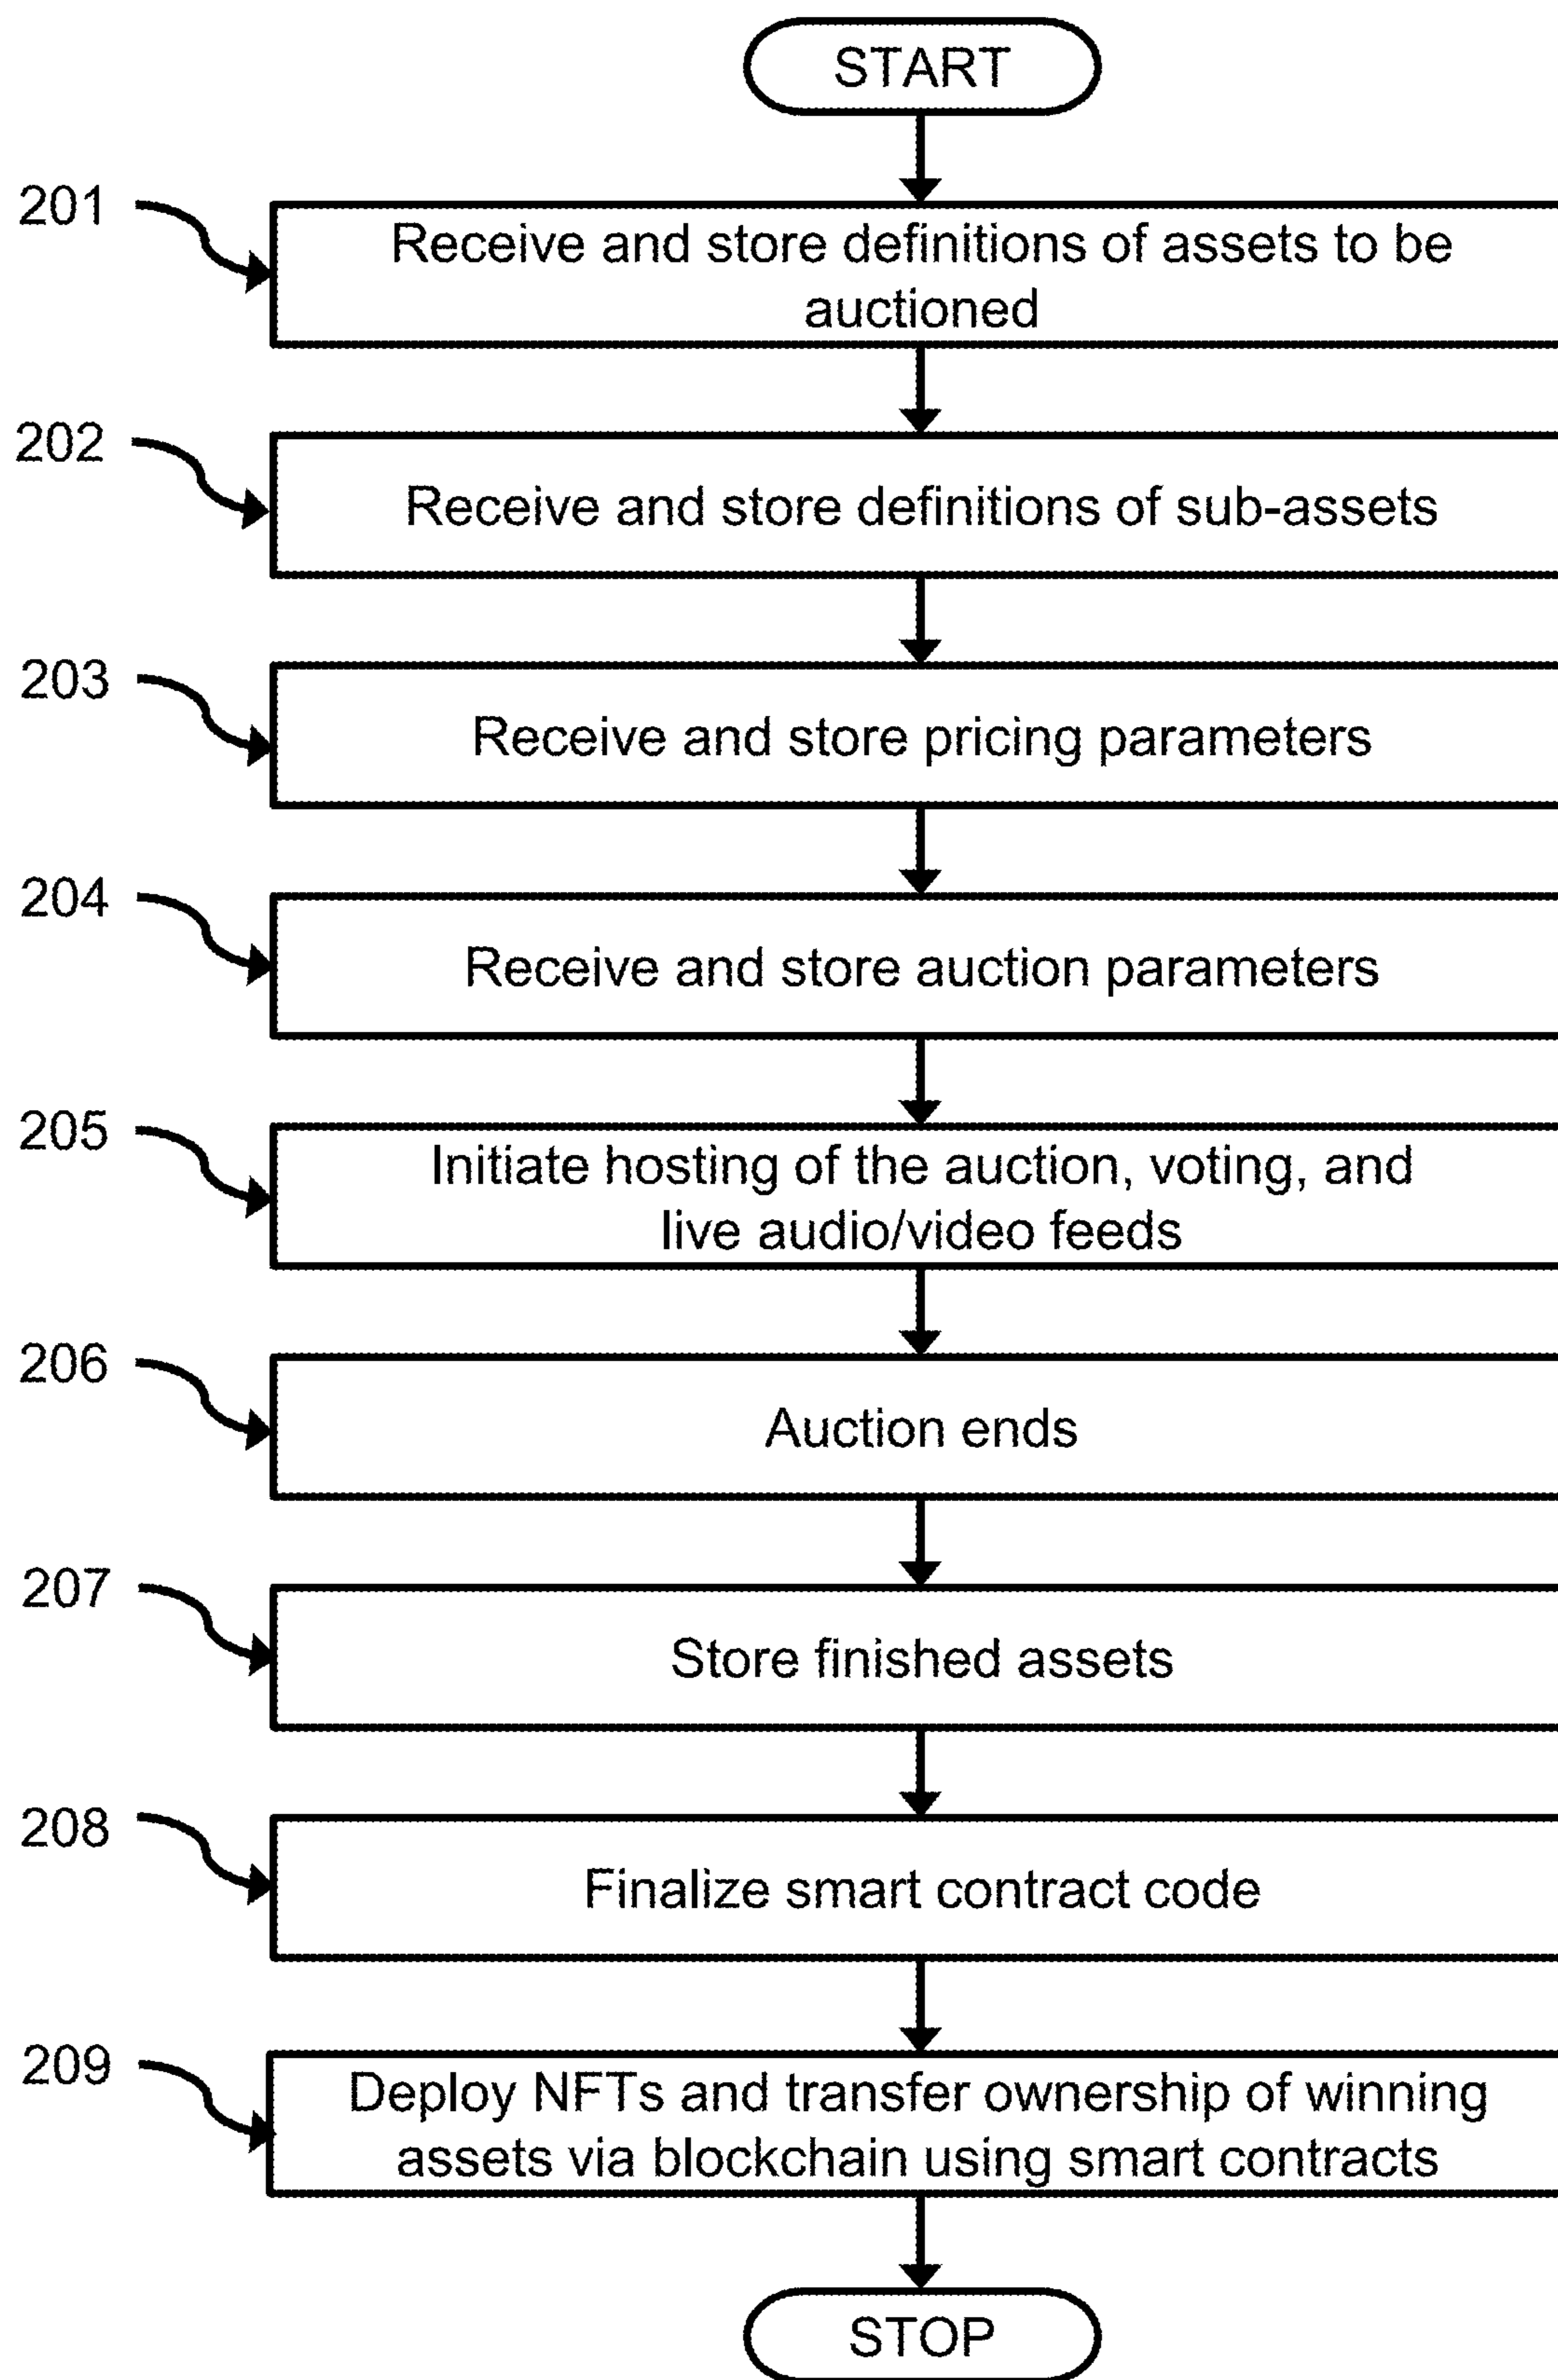 START
201
Receive and store definitions of assets to be
auctioned
202
Receive and store definitions of sub-assets
203
Receive and store pricing parameters
204
Receive and store auction parameters
205
Initiate hosting of the auction, voting, and
live audio/video feeds
206
Auction ends
207
Store finished assets
208
Finalize smart contract code
209
Deploy NFTs and transfer ownership of winning
assets via blockchain using smart contracts
STOP